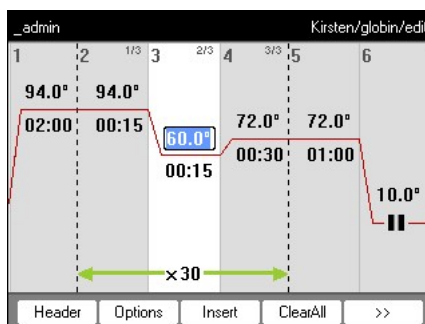 _admin Kirsten/globin/edi
1 2 1/3 3 2/3 4 3/3 5 6
94.0° 94.0° 72.0° 72.0°
02:00 00:15 60.0° 00:30 01:00
00:15
10.0°
×30
Header Options Insert ClearAll >>